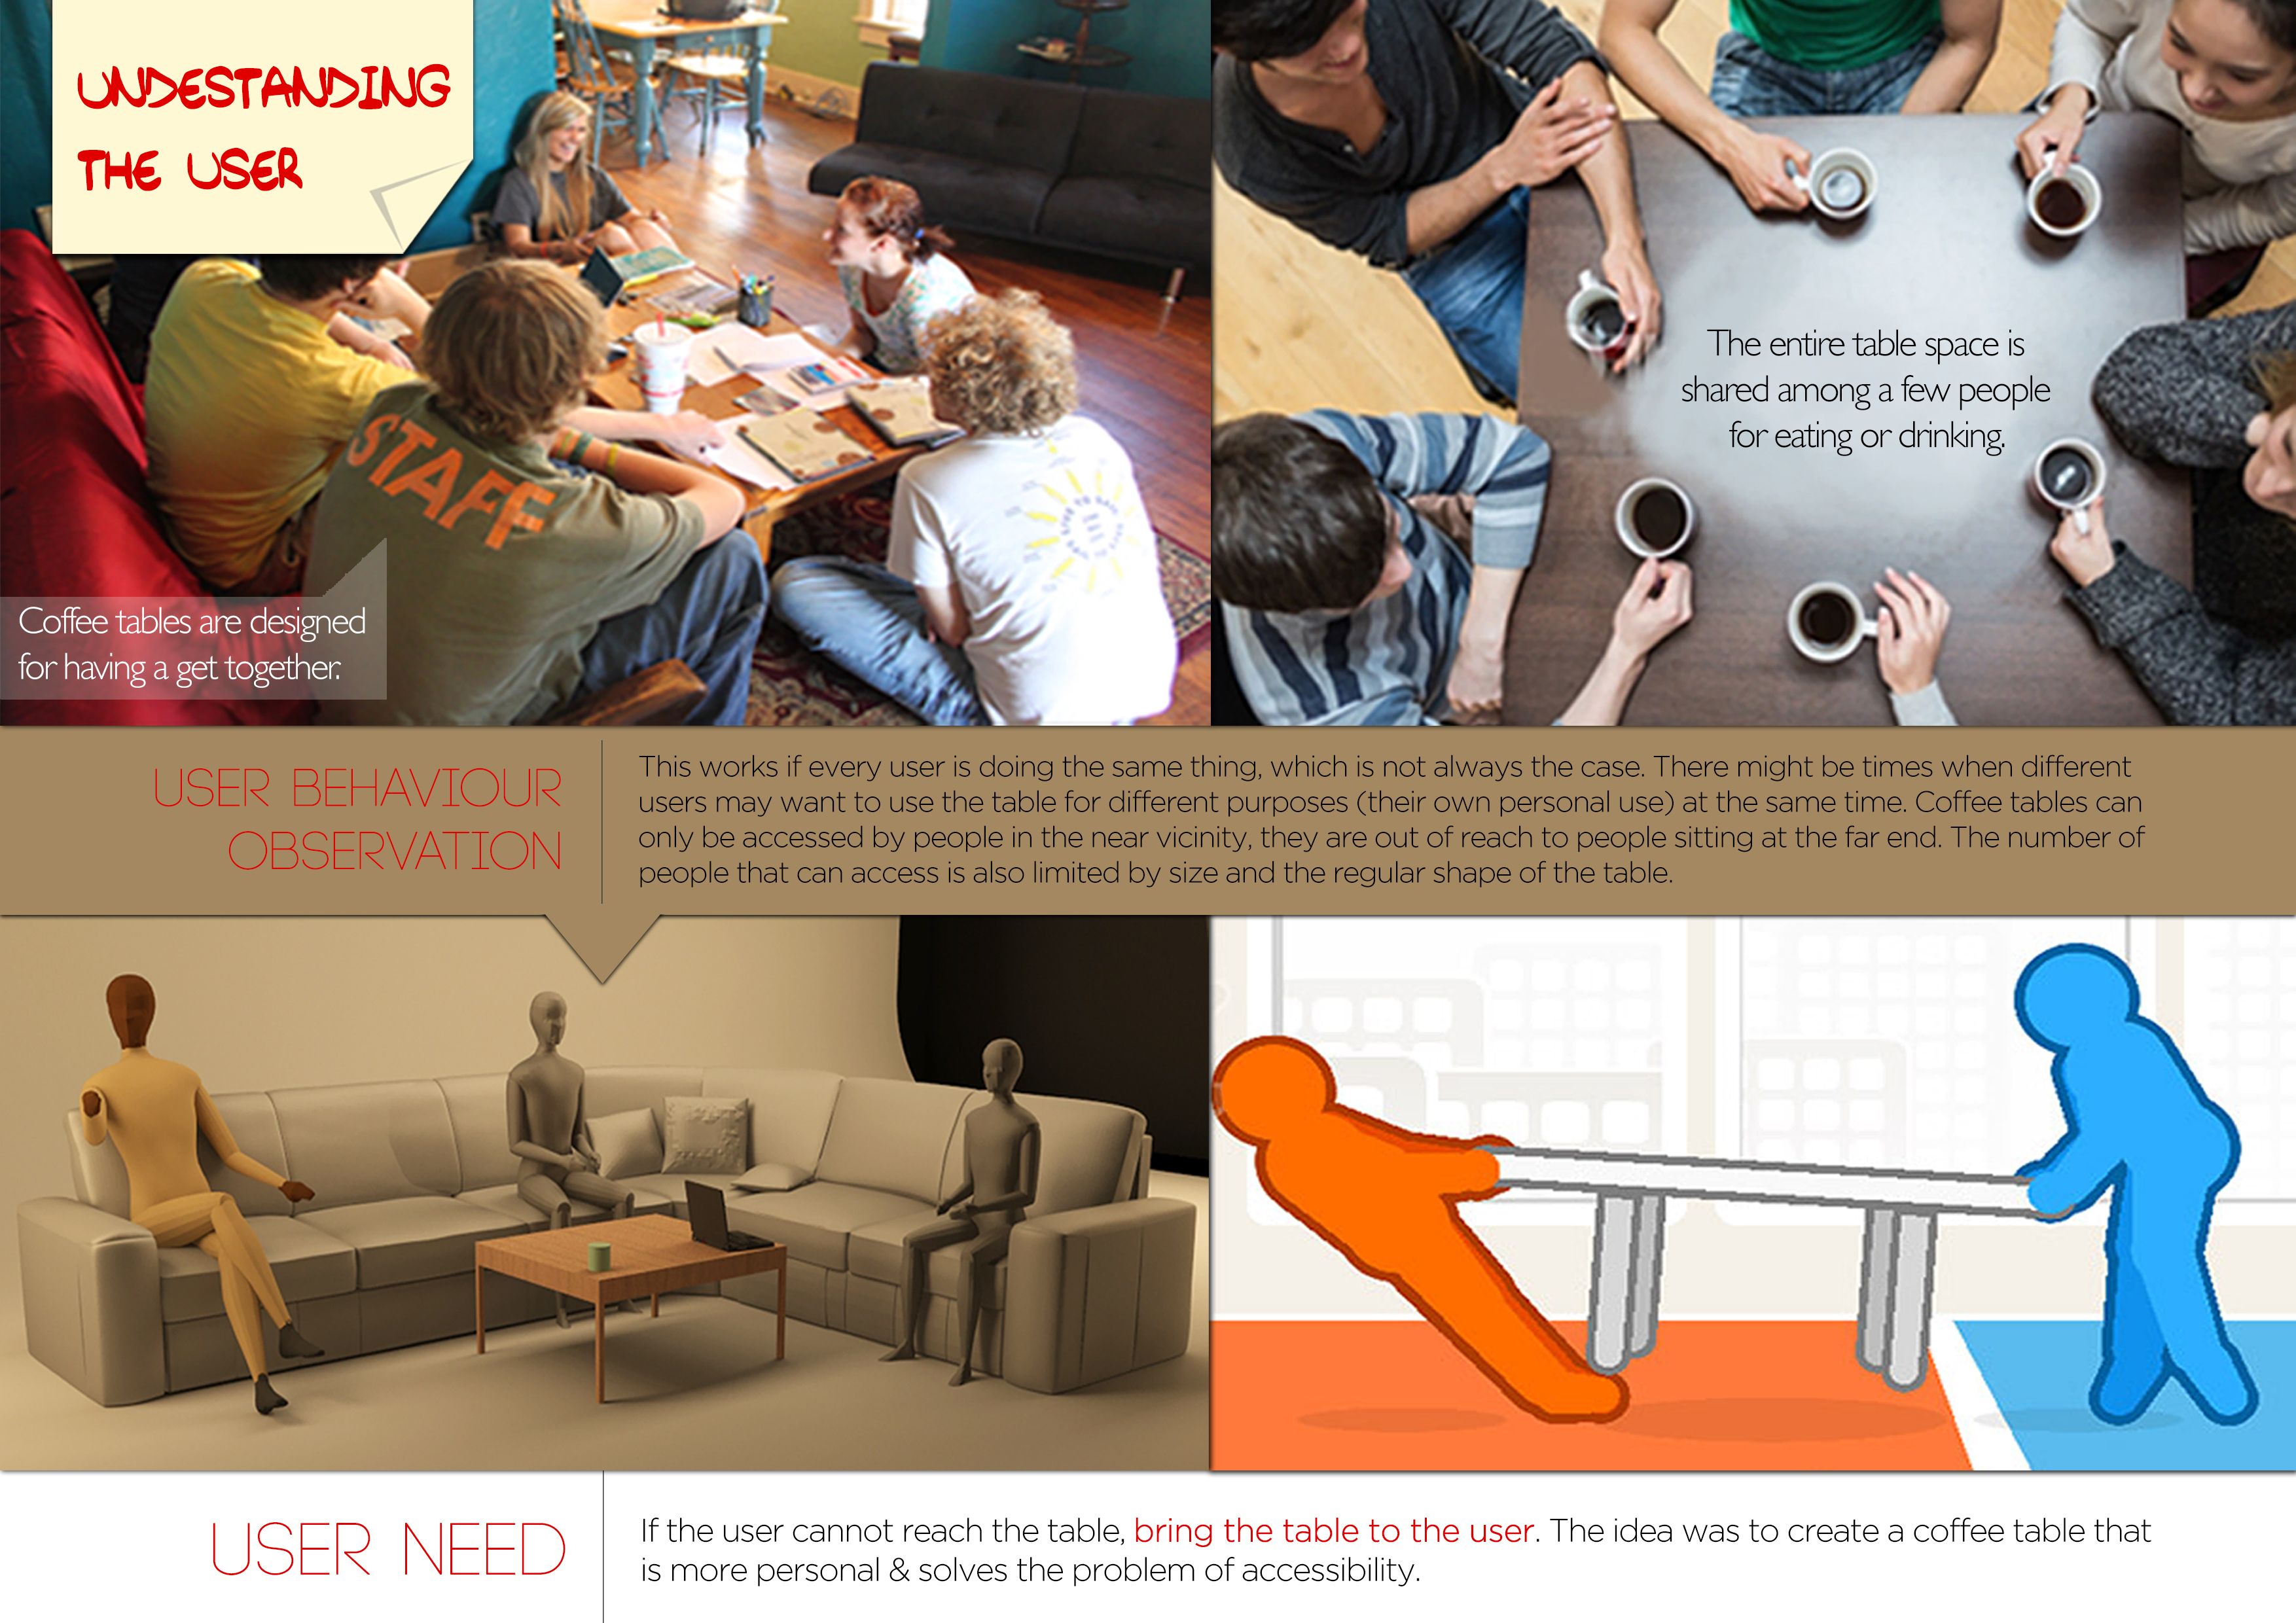 UNDESTANDING
THE USER
STAFF
Coffee tables are designed
for having a get together.
The entire table space is
shared among a few people
for eating or drinking.
USER BEHAVIOUR
OBSERVATION
This works if every user is doing the same thing, which is not always the case. There might be times when different
users may want to use the table for different purposes (their own personal use) at the same time. Coffee tables can
only be accessed by people in the near vicinity, they are out of reach to people sitting at the far end. The number of
people that can access is also limited by size and the regular shape of the table.
USER NEED
If the user cannot reach the table, bring the table to the user. The idea was to create a coffee table that
is more personal & solves the problem of accessibility.